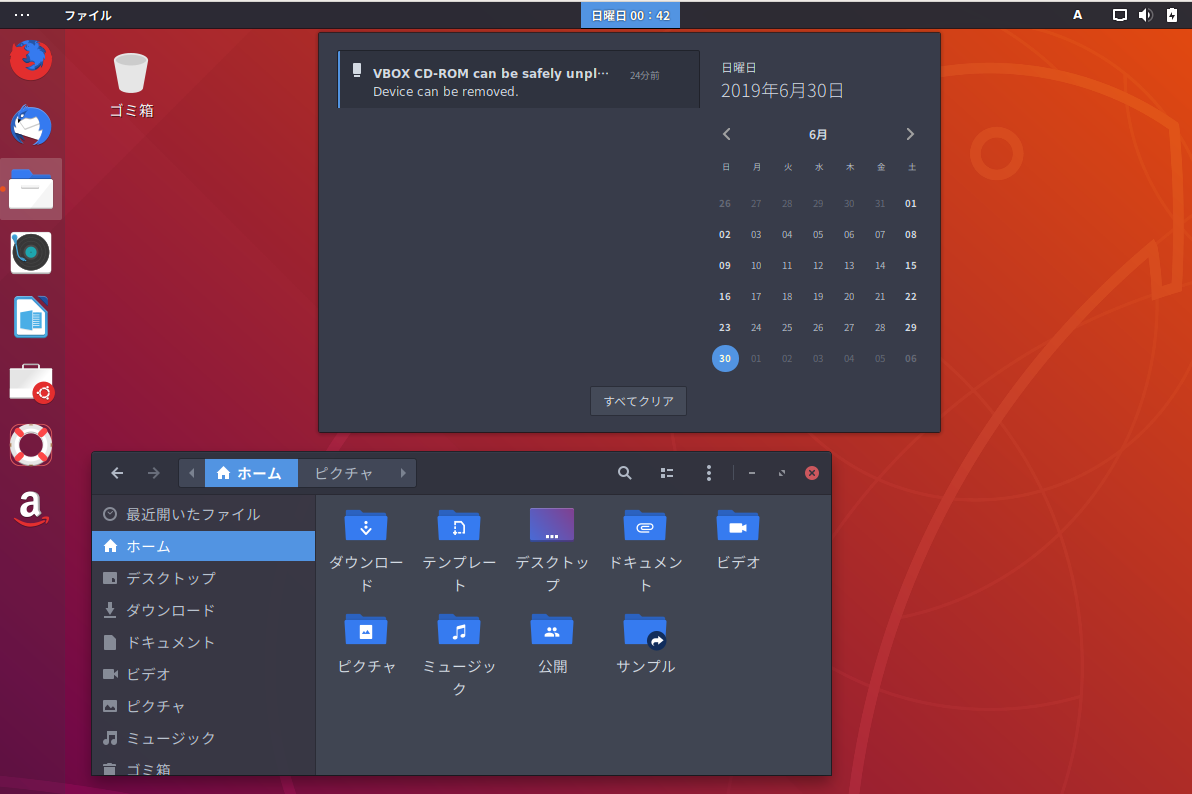 ファイル
日曜日 00：42
A
ゴミ箱
VBOX CD-ROM can be safely unpl…
24分前
Device can be removed.
日曜日
2019年6月30日
6月
日 月 火 水 木 金 土
26 27 28 29 30 31 01
02 03 04 05 06 07 08
09 10 11 12 13 14 15
16 17 18 19 20 21 22
23 24 25 26 27 28 29
30 01 02 03 04 05 06
すべてクリア
ホーム
ピクチャ
最近開いたファイル
ホーム
デスクトップ
ダウンロード
ドキュメント
ビデオ
ピクチャ
ミュージック
ゴミ箱
ダウンロー
ド
テンプレー
ト
デスクトッ
プ
ドキュメン
ト
ビデオ
ピクチャ
ミュージッ
ク
公開
サンプル
a